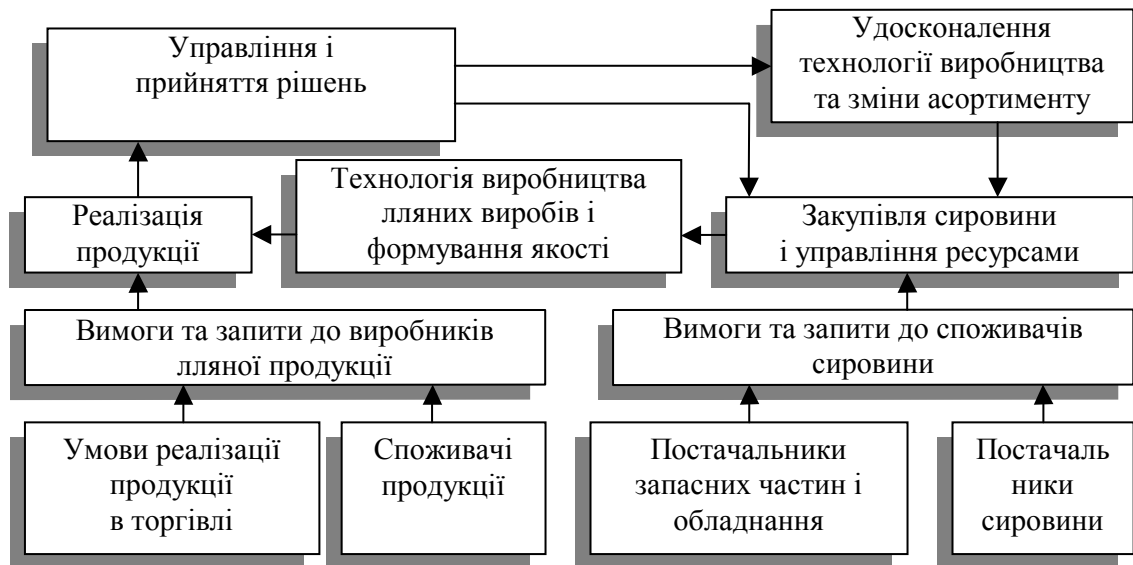 Управління і
прийняття рішень
Удосконалення
технології виробництва
та зміни асортименту
Реалізація
продукції
Технологія виробництва
лляних виробів і
формування якості
Закупівля сировини
і управління ресурсами
Вимоги та запити до виробників
лляної продукції
Вимоги та запити до споживачів
сировини
Умови реалізації
продукції
в торгівлі
Споживачі
продукції
Постачальники
запасних частин і
обладнання
Постачаль
ники
сировини